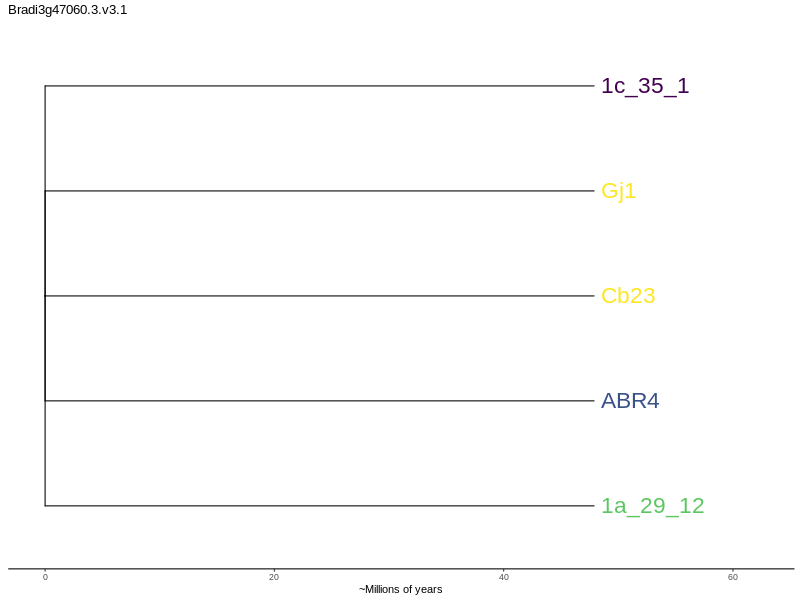 Bradi3g47060.3.v3.1
1c_35_1
Gj1
Cb23
ABR4
1a_29_12
0 20 40 60
~Millions of years